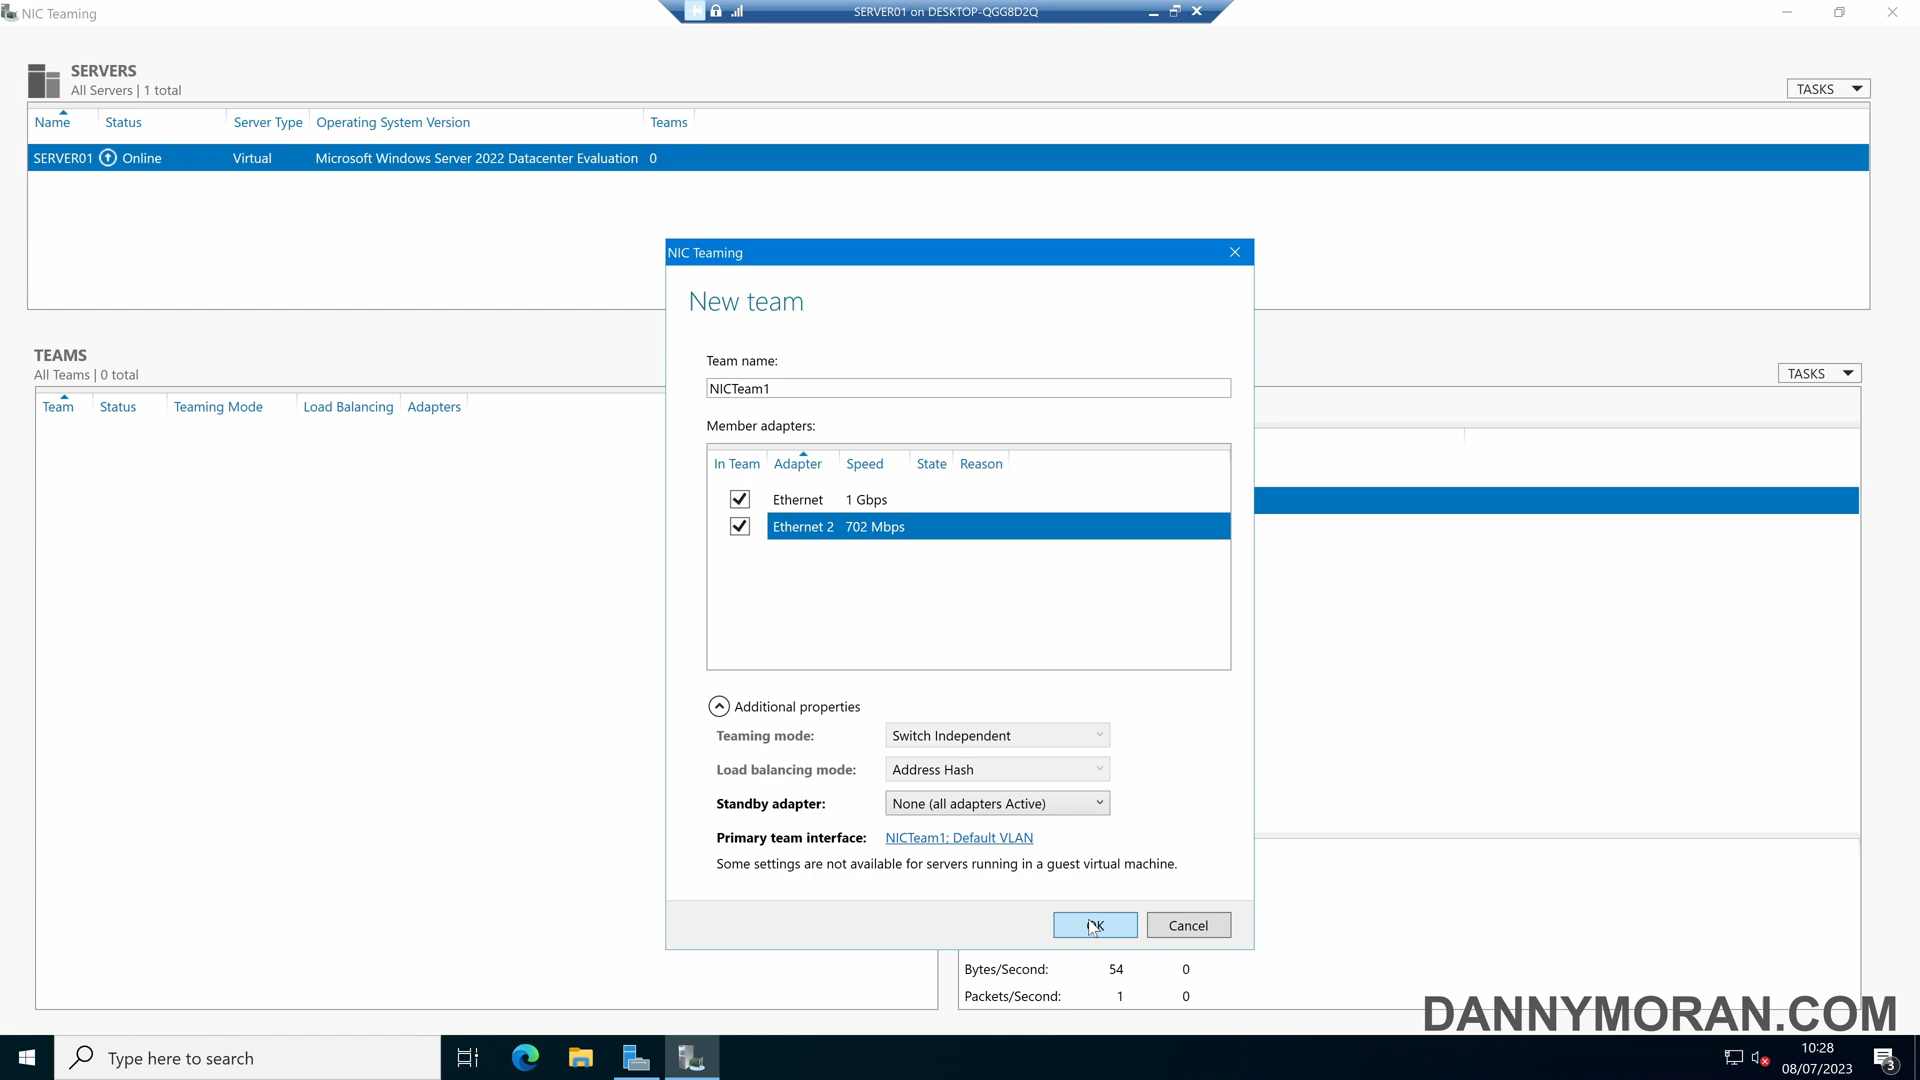 NIC Teaming
SERVER01 on DESKTOP-QGG8D2Q
SERVERS
All Servers | 1 total
TASKS
Name Status Server Type Operating System Version Teams
SERVER01 Online Virtual Microsoft Windows Server 2022 Datacenter Evaluation 0
TEAMS
All Teams | 0 total
TASKS
Team Status Teaming Mode Load Balancing Adapters
NIC Teaming
New team
Team name:
NICTeam1
Member adapters:
In Team Adapter Speed State Reason
Ethernet 1 Gbps
Ethernet 2 702 Mbps
Additional properties
Teaming mode: Switch Independent
Load balancing mode: Address Hash
Standby adapter: None (all adapters Active)
Primary team interface: NICTeam1; Default VLAN
Some settings are not available for servers running in a guest virtual machine.
OK Cancel
Bytes/Second: 54 0
Packets/Second: 1 0
DANNYMORAN.COM
Type here to search
10:28
08/07/2023
3